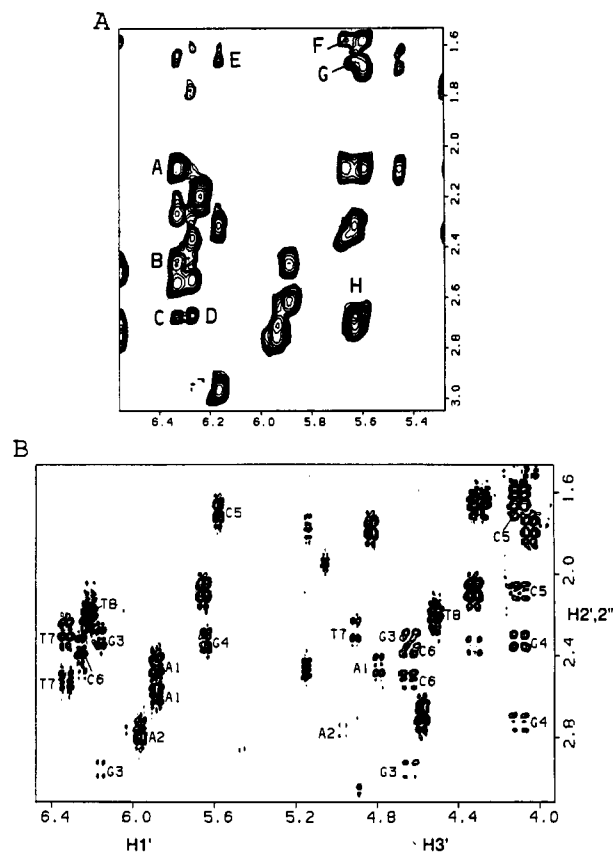 A
F
E
G
A
B
H
C
D
1.6
1.8
2.0
2.2
2.4
2.6
2.8
3.0
6.4 6.2 6.0 5.8 5.6 5.4
B
C5
C5
T8
T7
T7
T8
C5
G3
G4
G3
G4
C6
A1
C6
T7
A1
A1
C6
A2
A2
G4
G3
G3
1.6
2.0
H2',2"
2.4
2.8
6.4 6.0 5.6 5.2 4.8 4.4 4.0
H1' H3'